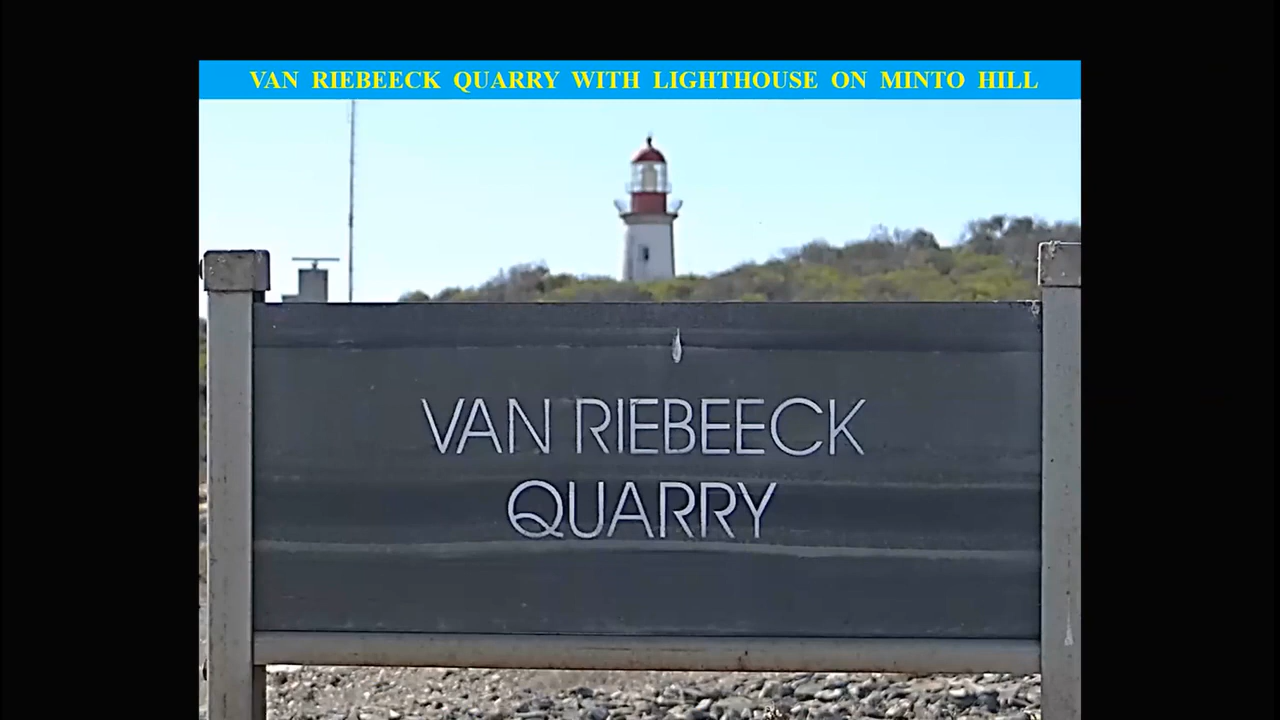 VAN RIEBEECK QUARRY WITH LIGHTHOUSE ON MINTO HILL
VAN RIEBEECK
QUARRY